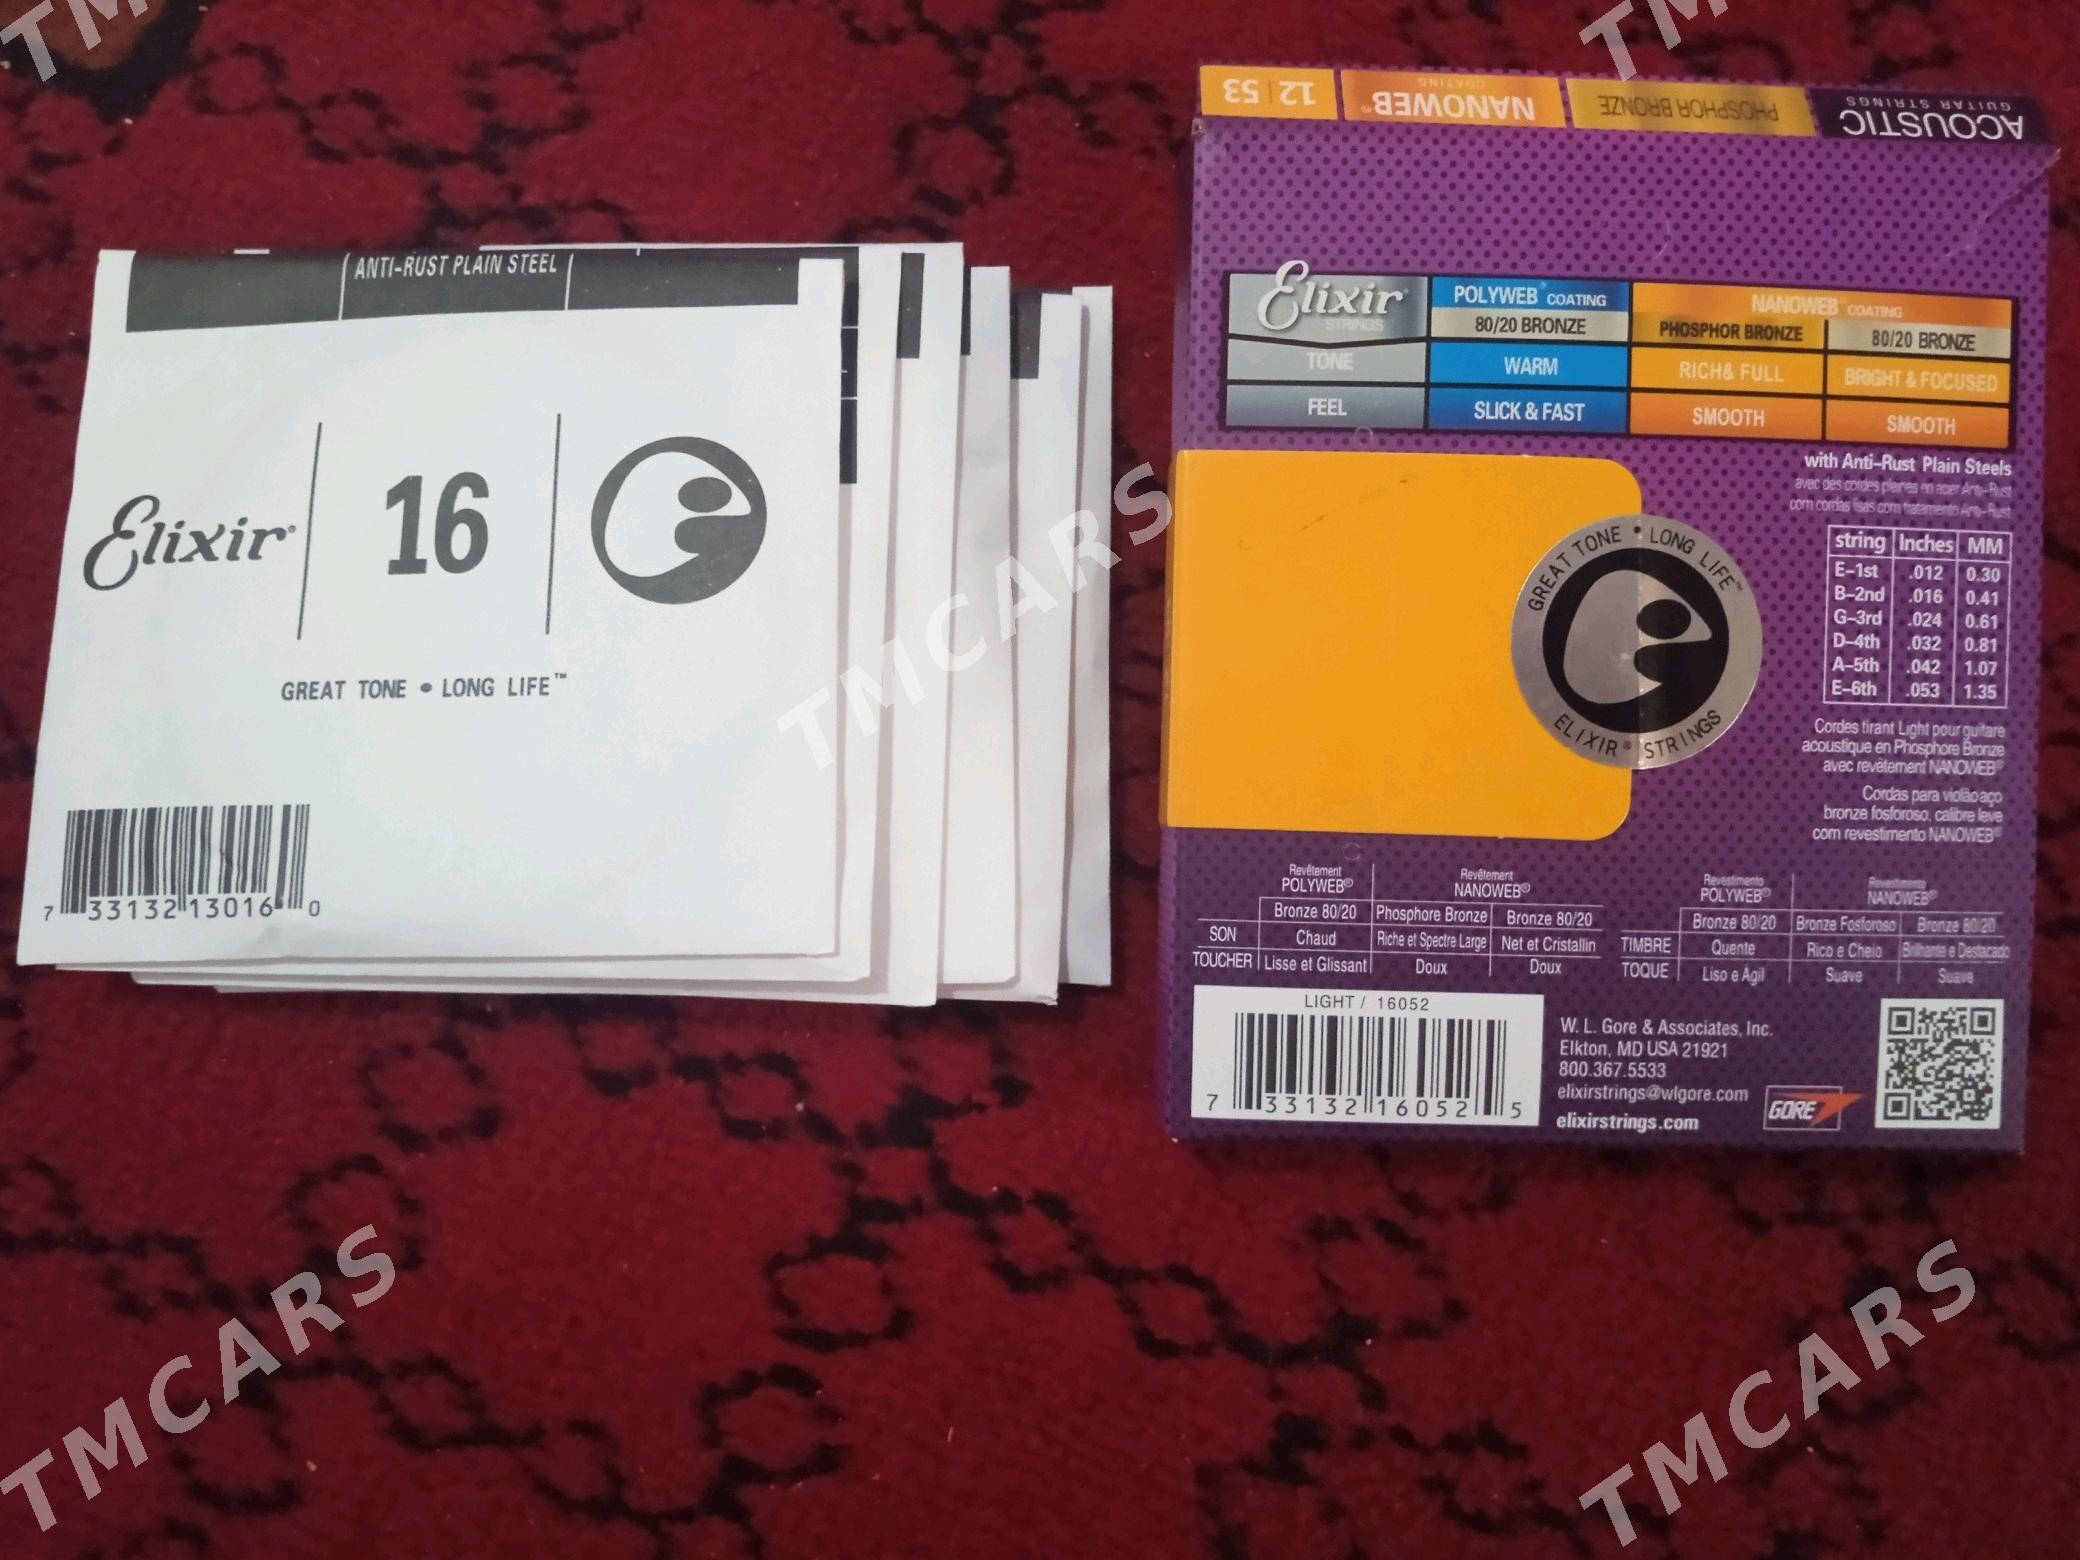 ANTI-RUST PLAIN STEEL
Elixir®
16
GREAT TONE • LONG LIFE™
7 33132 13016 0
ACOUSTIC
GUITAR STRINGS
PHOSPHOR BRONZE
NANOWEB®
COATING
12 | 53
Elixir®
STRINGS
POLYWEB® COATING
NANOWEB® COATING
80/20 BRONZE
PHOSPHOR BRONZE
80/20 BRONZE
TONE
WARM
RICH& FULL
BRIGHT & FOCUSED
FEEL
SLICK & FAST
SMOOTH
SMOOTH
with Anti-Rust Plain Steels
avec des cordes pleines en acier Anti-Rust
com cordas lisas com tratamento Anti-Rust
string Inches MM
E-1st .012 0.30
B-2nd .016 0.41
G-3rd .024 0.61
D-4th .032 0.81
A-5th .042 1.07
E-6th .053 1.35
GREAT TONE • LONG LIFE™
ELIXIR® STRINGS
Cordes tirant Light pour guitare
acoustique en Phosphore Bronze
avec revêtement NANOWEB®
Cordas para violão aço
bronze fosforoso, calibre leve
com revestimento NANOWEB®
Revêtement
POLYWEB®
Revêtement
NANOWEB®
Bronze 80/20 Phosphore Bronze Bronze 80/20
SON Chaud Riche et Spectre Large Net et Cristallin
TOUCHER Lisse et Glissant Doux Doux
Revestimento
POLYWEB®
Revestimento
NANOWEB®
Bronze 80/20 Bronze Fosforoso Bronze 80/20
TIMBRE Quente Rico e Cheio Brilhante e Destacado
TOQUE Liso e Ágil Suave Suave
LIGHT / 16052
7 33132 16052 5
W. L. Gore & Associates, Inc.
Elkton, MD USA 21921
800.367.5533
elixirstrings@wlgore.com
elixirstrings.com
GORE
TMCARS
TMCARS
TMCARS